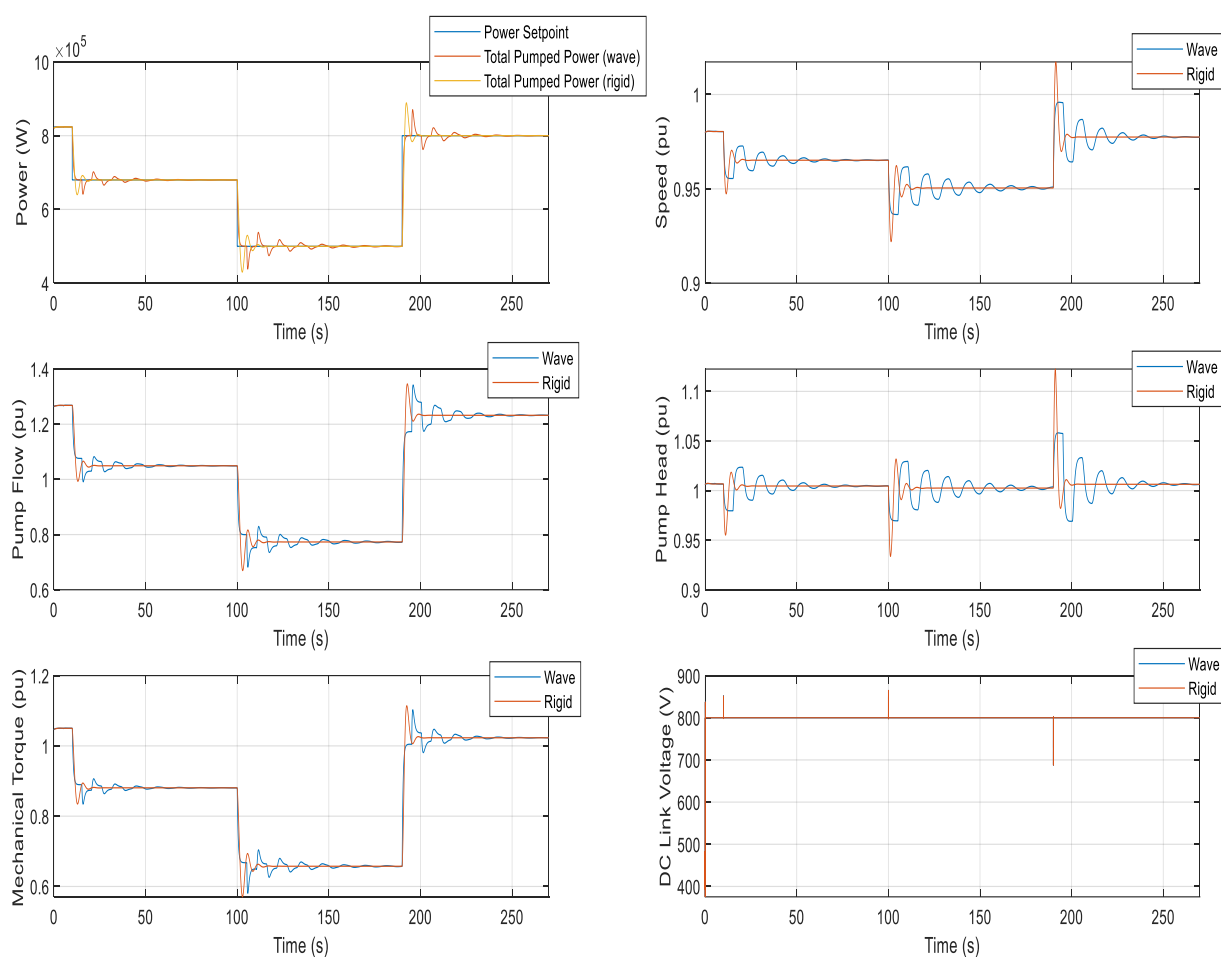 Power Setpoint
Total Pumped Power (wave)
Total Pumped Power (rigid)
×10⁵
10
8
6
4
Power (W)
0
50
100
150
200
250
Time (s)
Wave
Rigid
1
0.95
0.9
Speed (pu)
0
50
100
150
200
250
Time (s)
Wave
Rigid
1.4
1.2
1
0.8
0.6
Pump Flow (pu)
0
50
100
150
200
250
Time (s)
Wave
Rigid
1.1
1.05
1
0.95
0.9
Pump Head (pu)
0
50
100
150
200
250
Time (s)
Wave
Rigid
1.2
1
0.8
0.6
Mechanical Torque (pu)
0
50
100
150
200
250
Time (s)
Wave
Rigid
900
800
700
600
500
400
DC Link Voltage (V)
0
50
100
150
200
250
Time (s)